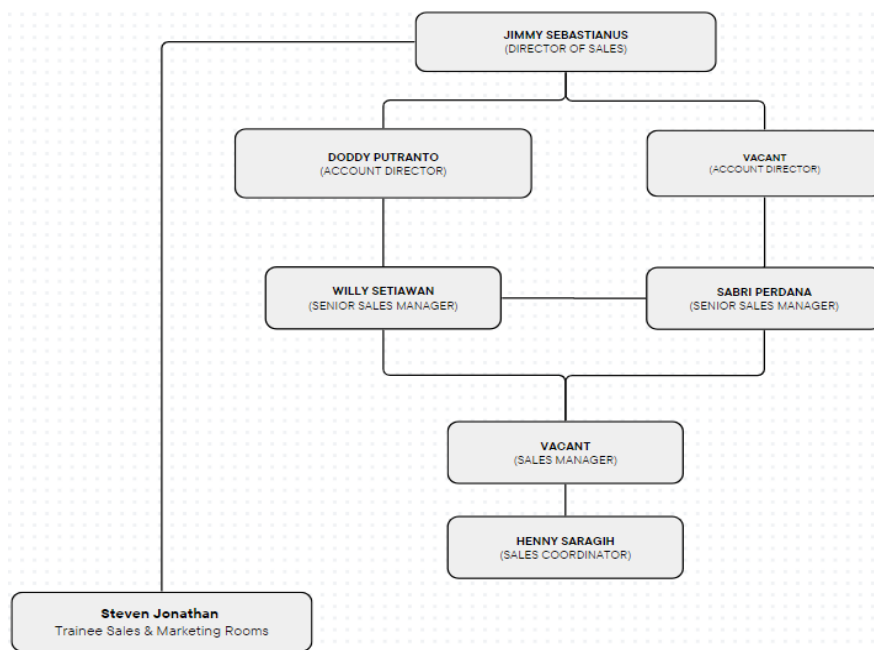 JIMMY SEBASTIANUS
(DIRECTOR OF SALES)
DODDY PUTRANTO
(ACCOUNT DIRECTOR)
VACANT
(ACCOUNT DIRECTOR)
WILLY SETIAWAN
(SENIOR SALES MANAGER)
SABRI PERDANA
(SENIOR SALES MANAGER)
VACANT
(SALES MANAGER)
HENNY SARAGIH
(SALES COORDINATOR)
Steven Jonathan
Trainee Sales & Marketing Rooms